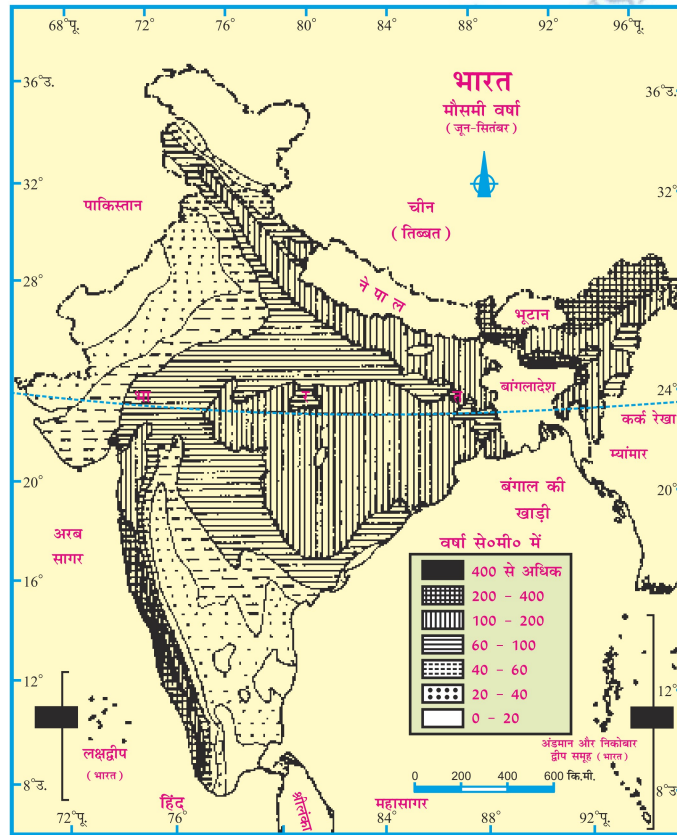 68°पू.
72°
76°
80°
84°
88°
92°
96°पू.
36°उ.
36°उ.
भारत
मौसमी वर्षा
(जून-सितंबर)
32°
32°
पाकिस्तान
चीन
(तिब्बत)
28°
28°
नेपाल
भूटान
24°
24°
भा
र
त
बांगलादेश
कर्क रेखा
म्यांमार
20°
20°
बंगाल की
खाड़ी
अरब
सागर
वर्षा से०मी० में
400 से अधिक
200 - 400
100 - 200
60 - 100
40 - 60
20 - 40
0 - 20
16°
16°
12°
12°
लक्षद्वीप
(भारत)
अंडमान और निकोबार
द्वीप समूह (भारत)
8°उ.
8°उ.
0 200 400 600 कि.मी.
हिंद
महासागर
श्रीलंका
72°पू.
76°
80°
84°
88°
92°पू.